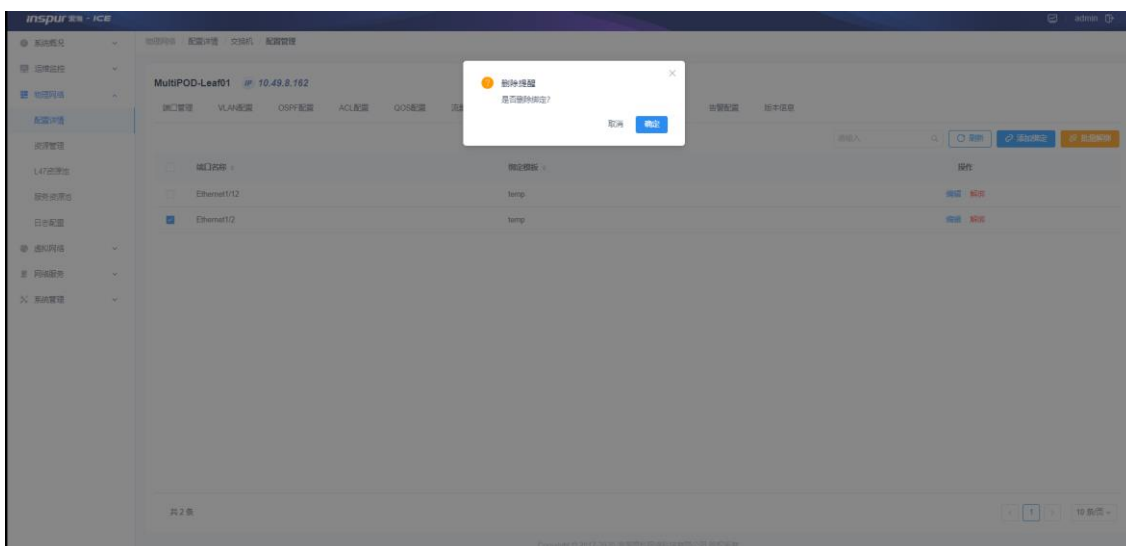 inspur 浪潮 - ICE
admin
系统概况
物理网络 / 配置详情 / 交换机 / 配置管理
运维监控
物理网络
MultiPOD-Leaf01 IP 10.49.8.162
删除提醒
是否删除绑定?
取消 确定
端口管理 VLAN配置 OSPF配置 ACL配置 QOS配置 告警配置 版本信息
配置详情
请输入 刷新 添加绑定 批量解绑
资源管理
端口名称 绑定模板 操作
L47资源池
Ethernet1/12 temp 编辑 解绑
服务资源池
Ethernet1/2 temp 编辑 解绑
日志配置
虚拟网络
网络服务
系统管理
共 2 条 1 10 条/页